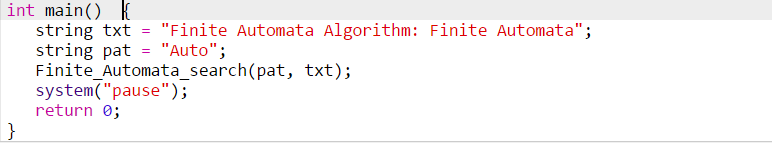 int main()  {
   string txt = "Finite Automata Algorithm: Finite Automata";
   string pat = "Auto";
   Finite_Automata_search(pat, txt);
   system("pause");
   return 0;
}